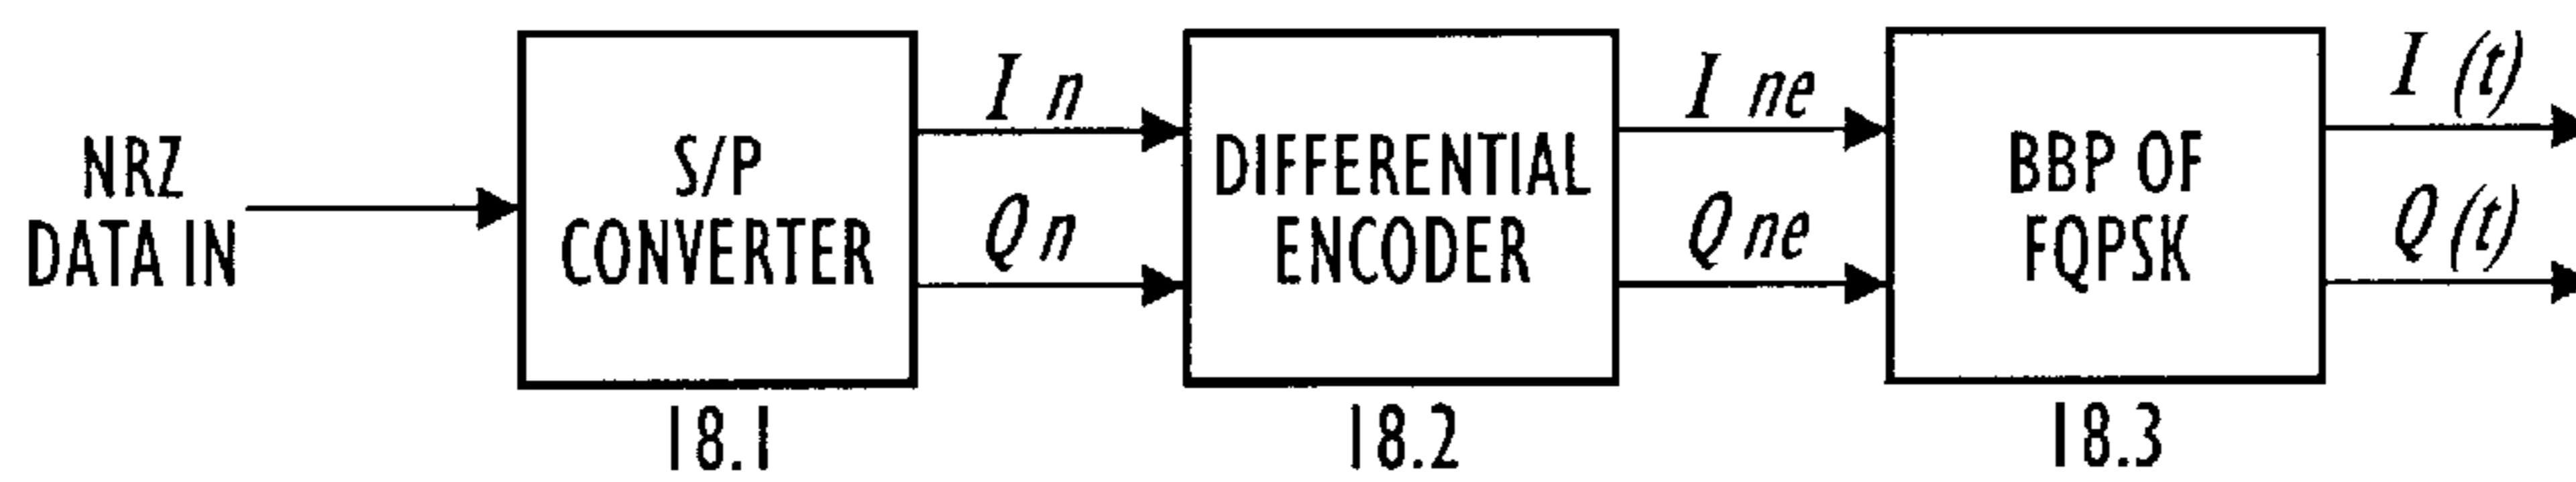 NRZ
DATA IN
S/P
CONVERTER
18.1
I n
Q n
DIFFERENTIAL
ENCODER
18.2
I ne
Q ne
BBP OF
FQPSK
18.3
I (t)
Q (t)